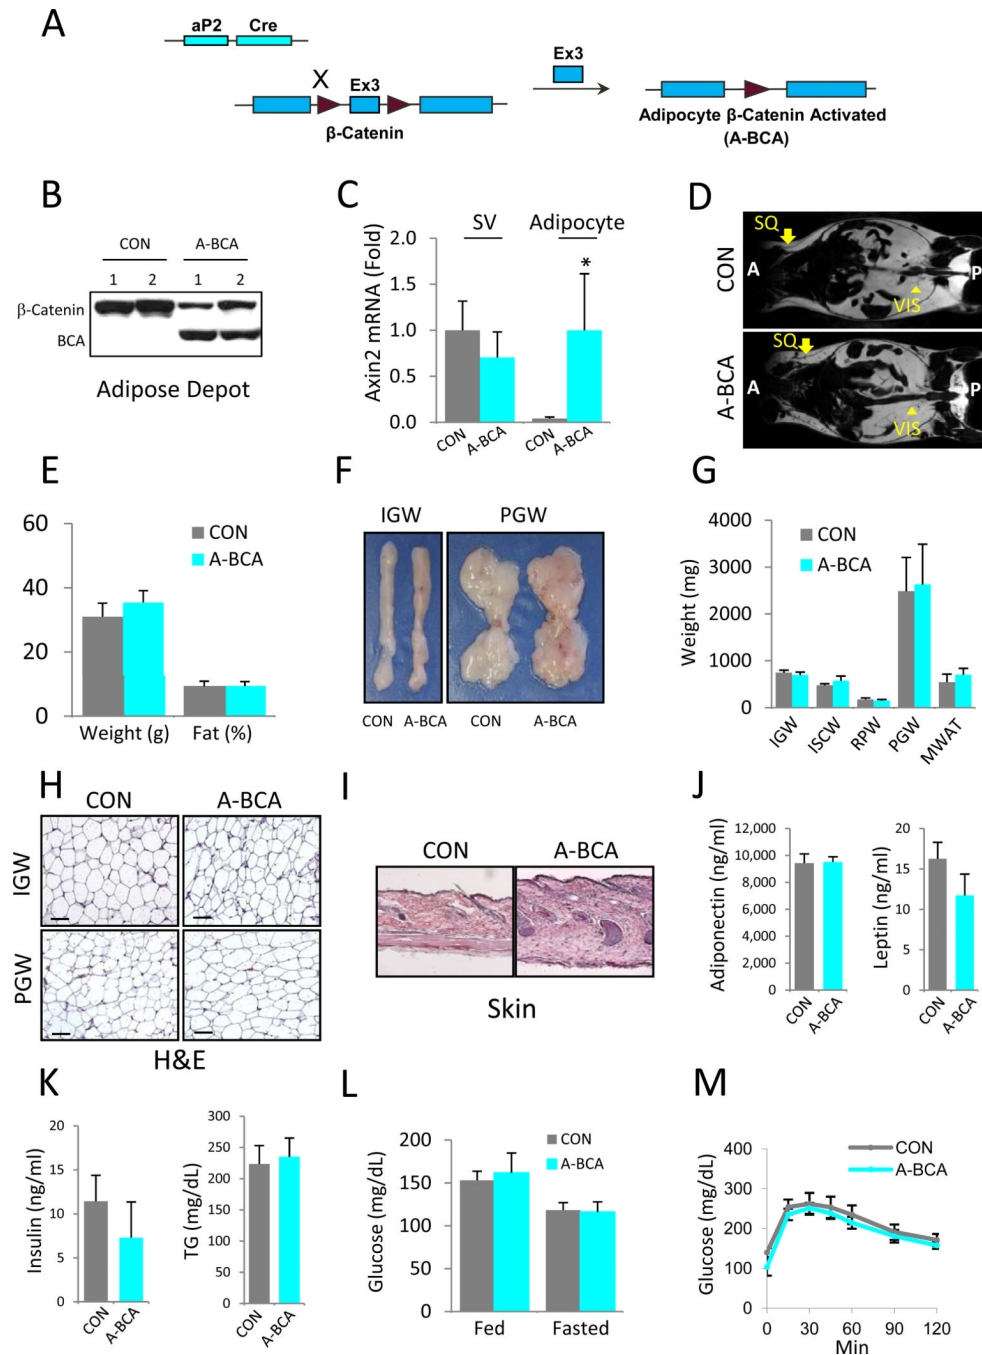 A
aP2 Cre
X Ex3
β-Catenin
Ex3
Adipocyte β-Catenin Activated
(A-BCA)
B
CON A-BCA
1 2 1 2
β-Catenin
BCA
Adipose Depot
C
SV Adipocyte
Axin2 mRNA (Fold)
2.0
1.5
1.0
0.5
0.0
*
CON A-BCA CON A-BCA
D
CON
SQ
A P
VIS
A-BCA
SQ
A P
VIS
E
60
40
20
0
CON
A-BCA
Weight (g) Fat (%)
F
IGW PGW
CON A-BCA CON A-BCA
G
Weight (mg)
4000
3000
2000
1000
0
CON
A-BCA
IGW ISCW RPW PGW MWAT
H
CON A-BCA
IGW
PGW
H&E
I
CON A-BCA
Skin
J
Adiponectin (ng/ml)
12,000
10,000
8,000
6,000
4,000
2,000
0
CON A-BCA
Leptin (ng/ml)
20
15
10
5
0
CON A-BCA
K
Insulin (ng/ml)
20
15
10
5
0
CON A-BCA
TG (mg/dL)
300
250
200
150
100
50
0
CON A-BCA
L
Glucose (mg/dL)
200
150
100
50
0
CON
A-BCA
Fed Fasted
M
Glucose (mg/dL)
400
300
200
100
0
CON
A-BCA
0 30 60 90 120
Min